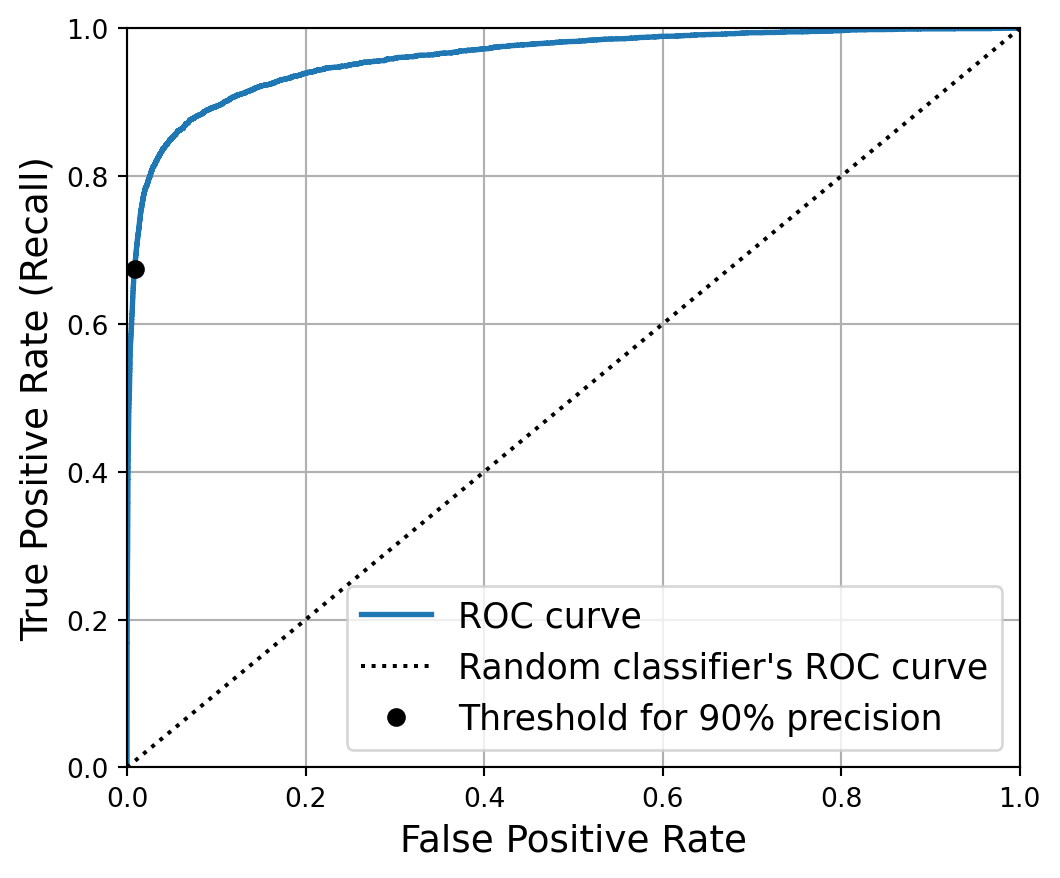 1.0
0.8
0.6
0.4
0.2
0.0
True Positive Rate (Recall)
ROC curve
Random classifier's ROC curve
Threshold for 90% precision
0.0 0.2 0.4 0.6 0.8 1.0
False Positive Rate